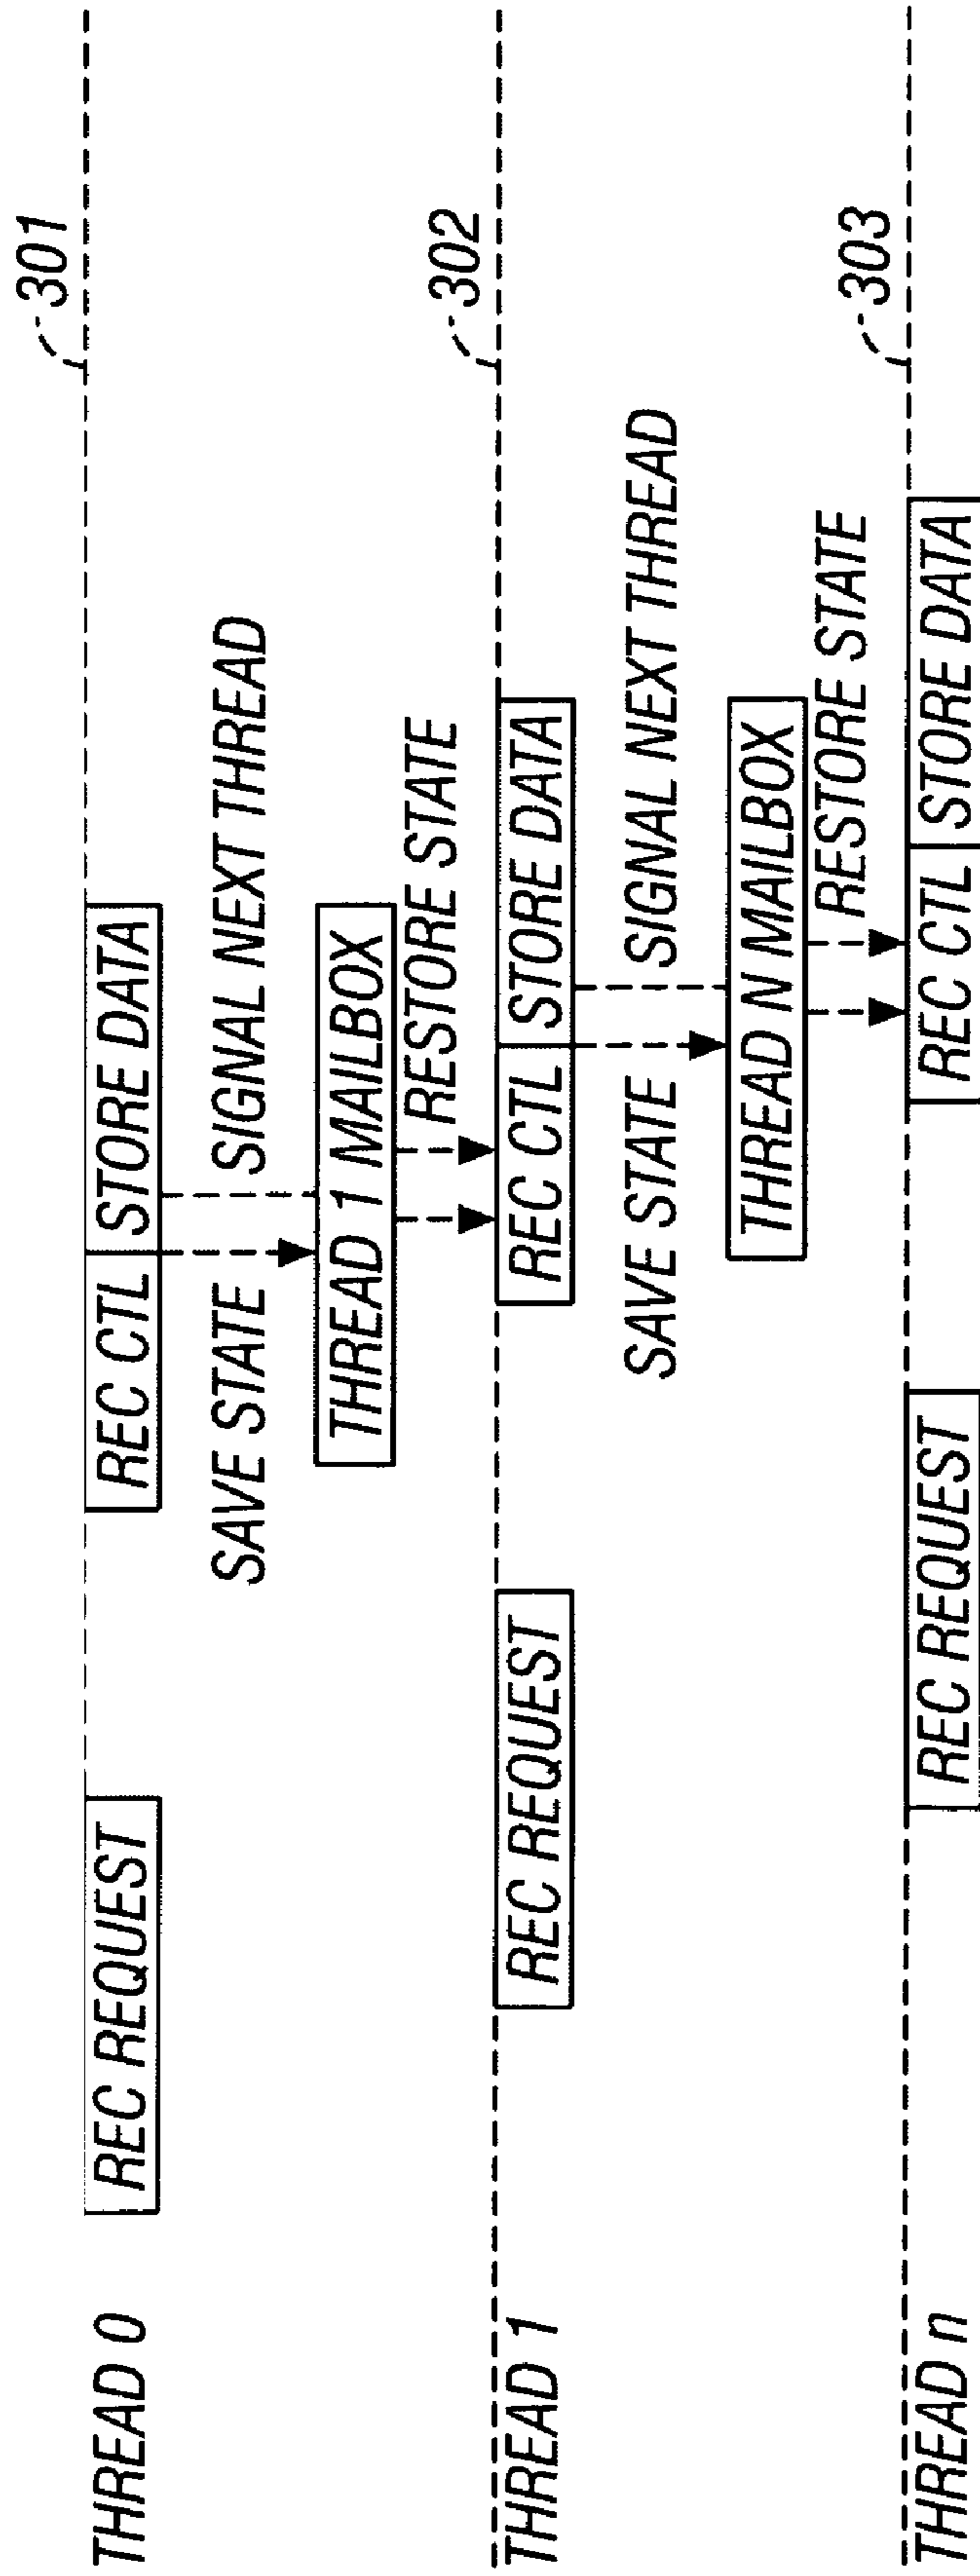 301
THREAD 0
REC REQUEST
REC CTL
STORE DATA
SAVE STATE
SIGNAL NEXT THREAD
THREAD 1 MAILBOX
RESTORE STATE
302
THREAD 1
REC REQUEST
REC CTL
STORE DATA
SAVE STATE
SIGNAL NEXT THREAD
THREAD N MAILBOX
RESTORE STATE
303
THREAD n
REC REQUEST
REC CTL
STORE DATA